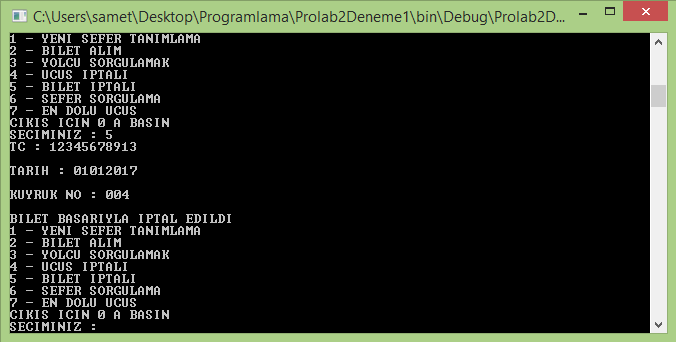 C:\Users\samet\Desktop\Programlama\Prolab2Deneme1\bin\Debug\Prolab2D...
1 - YENI SEFER TANIMLAMA
2 - BILET ALIM
3 - YOLCU SORGULAMAK
4 - UCUS IPTALI
5 - BILET IPTALI
6 - SEFER SORGULAMA
7 - EN DOLU UCUS
CIKIS ICIN 0 A BASIN
SECIMINIZ : 5
TC : 12345678913
TARIH : 01012017
KUYRUK NO : 004
BILET BASARIYLA IPTAL EDILDI
1 - YENI SEFER TANIMLAMA
2 - BILET ALIM
3 - YOLCU SORGULAMAK
4 - UCUS IPTALI
5 - BILET IPTALI
6 - SEFER SORGULAMA
7 - EN DOLU UCUS
CIKIS ICIN 0 A BASIN
SECIMINIZ :